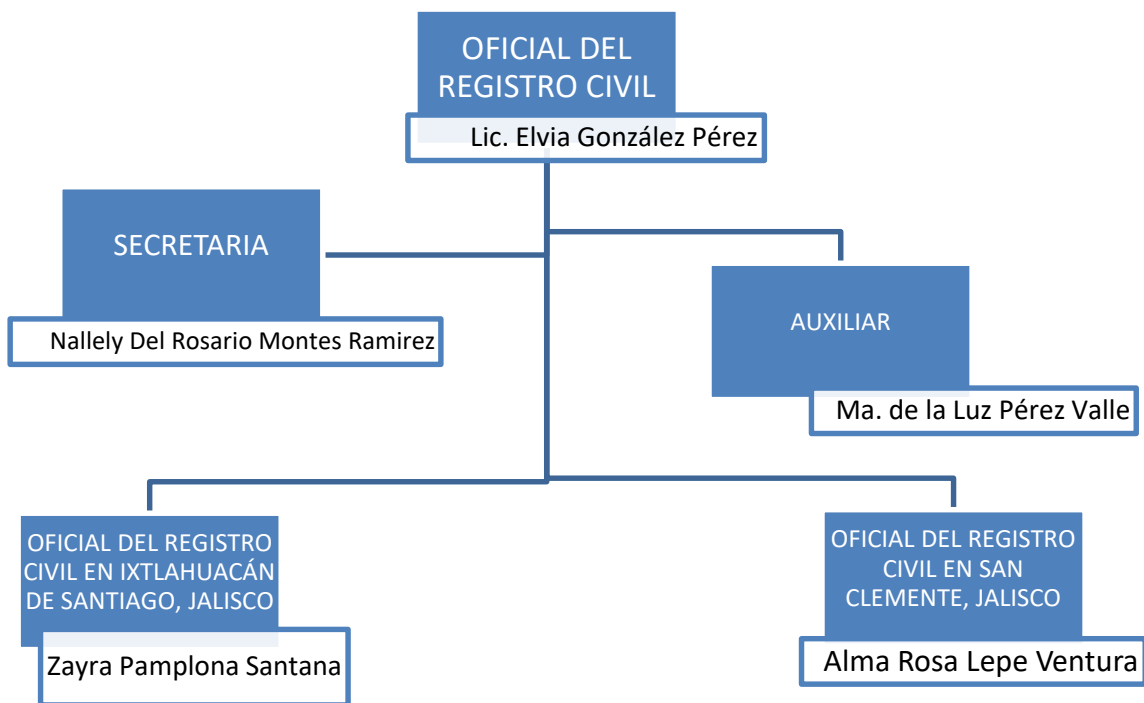 OFICIAL DEL
REGISTRO CIVIL
Lic. Elvia González Pérez
SECRETARIA
Nallely Del Rosario Montes Ramirez
AUXILIAR
Ma. de la Luz Pérez Valle
OFICIAL DEL REGISTRO
CIVIL EN IXTLAHUACÁN
DE SANTIAGO, JALISCO
Zayra Pamplona Santana
OFICIAL DEL REGISTRO
CIVIL EN SAN
CLEMENTE, JALISCO
Alma Rosa Lepe Ventura